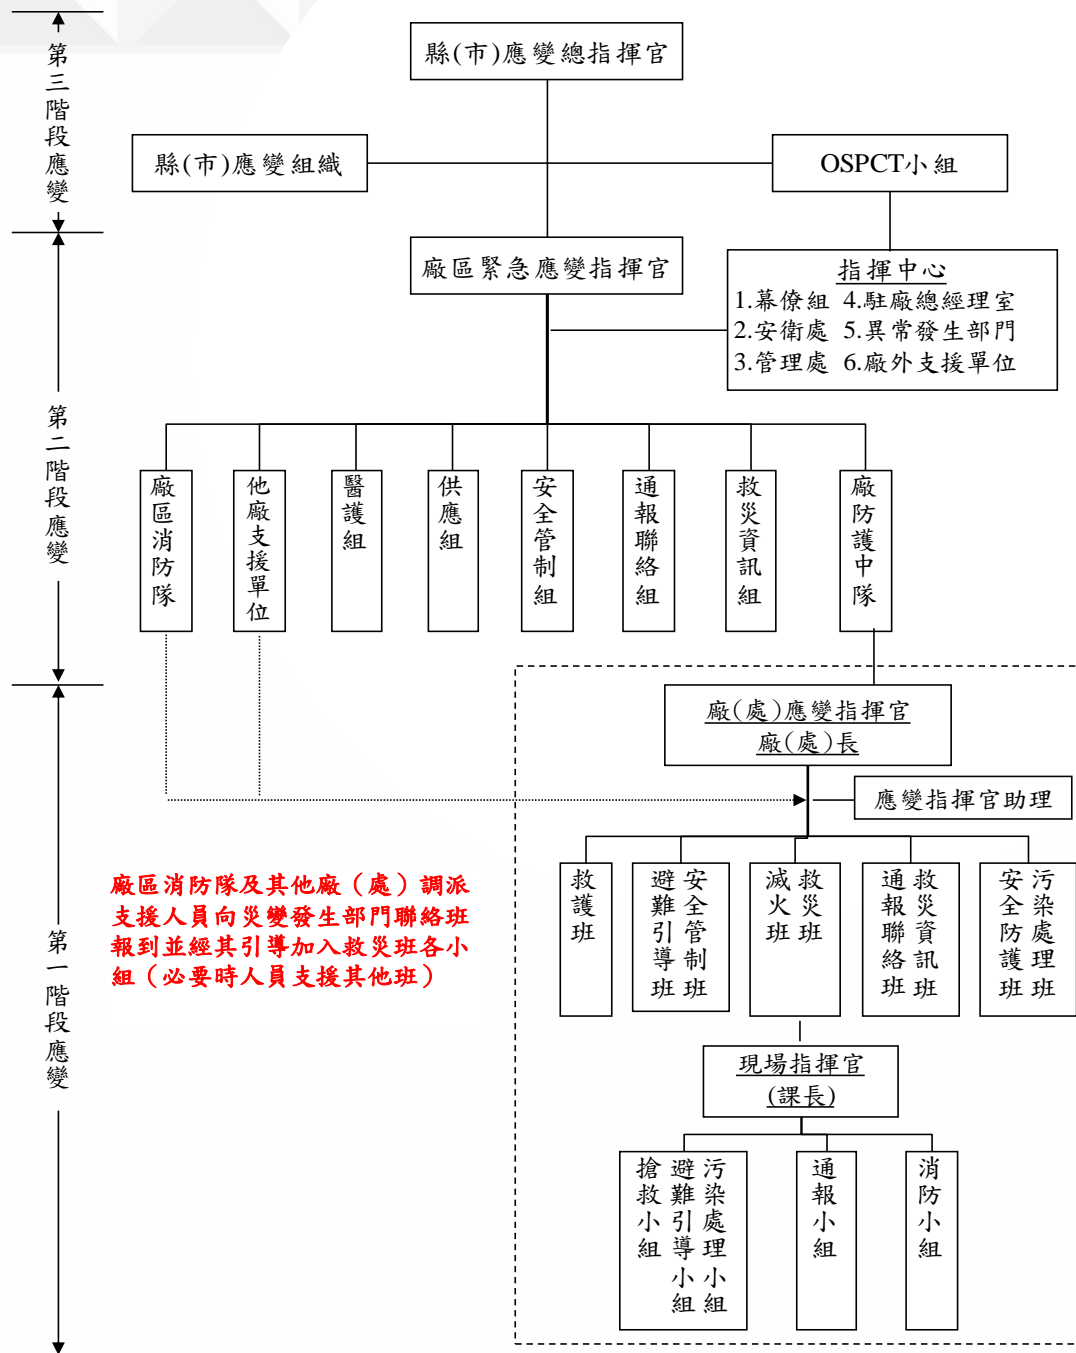 第三階段應變
縣(市)應變總指揮官
縣(市)應變組織
OSPCT小組
廠區緊急應變指揮官
指揮中心
1.幕僚組 4.駐廠總經理室
2.安衛處 5.異常發生部門
3.管理處 6.廠外支援單位
第二階段應變
廠區消防隊
他廠支援單位
醫護組
供應組
安全管制組
通報聯絡組
救災資訊組
廠防護中隊
第一階段應變
廠(處)應變指揮官
廠(處)長
應變指揮官助理
廠區消防隊及其他廠（處）調派
支援人員向災變發生部門聯絡班
報到並經其引導加入救災班各小
組（必要時人員支援其他班）
救護班
避難引導班
安全管制班
滅火班
救災班
通報聯絡班
救災資訊班
安全防護班
污染處理班
現場指揮官
(課長)
搶救小組
避難引導小組
污染處理小組
通報小組
消防小組